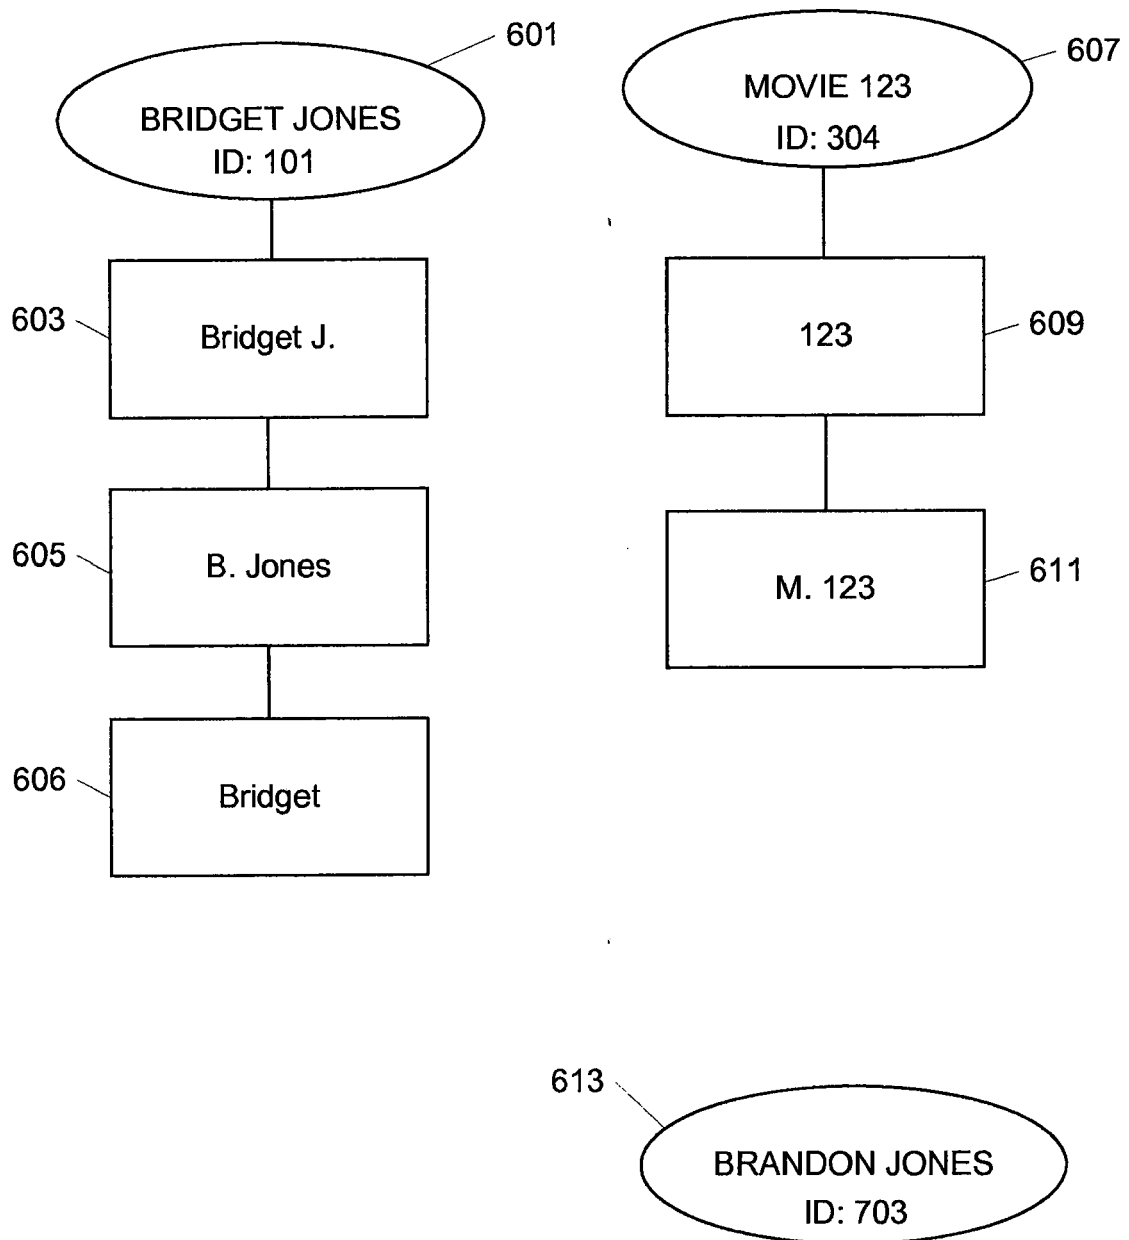 601
BRIDGET JONES
ID: 101
603
Bridget J.
605
B. Jones
606
Bridget
607
MOVIE 123
ID: 304
609
123
611
M. 123
613
BRANDON JONES
ID: 703